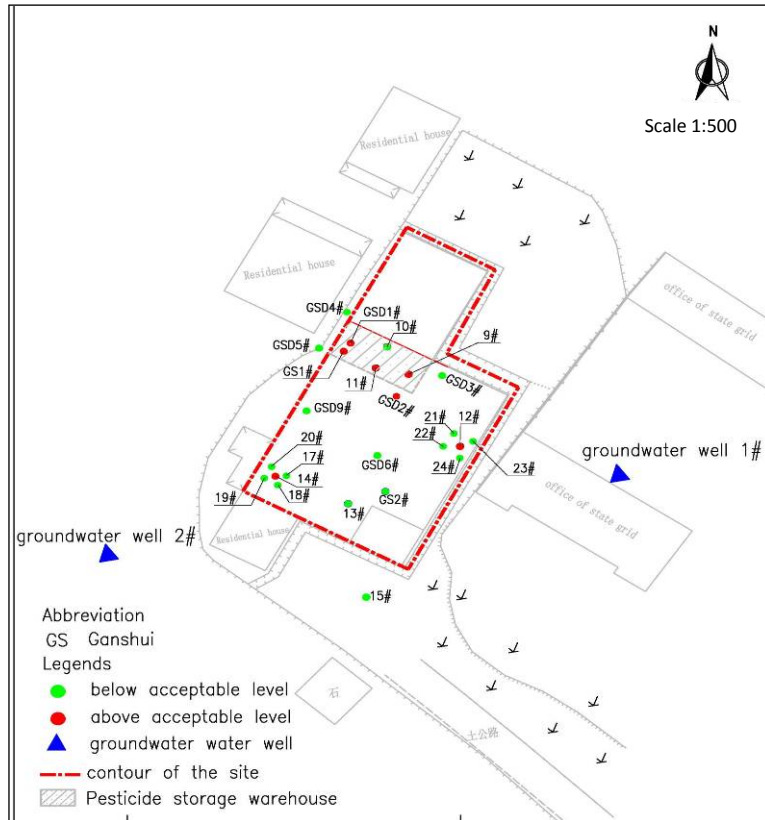 N
Scale 1:500
Residential house
Residential house
office of state grid
GSD4#
GSD1#
10#
9#
GSD5#
GS1#
11#
GSD2#
GSD3#
GSD9#
21#
12#
22#
20#
17#
GSD6#
24#
23#
groundwater well 1#
19#
14#
18#
GS2#
13#
office of state grid
groundwater well 2#
Residential house
15#
Abbreviation
GS Ganshui
Legends
below acceptable level
above acceptable level
groundwater water well
contour of the site
Pesticide storage warehouse
石
土公路